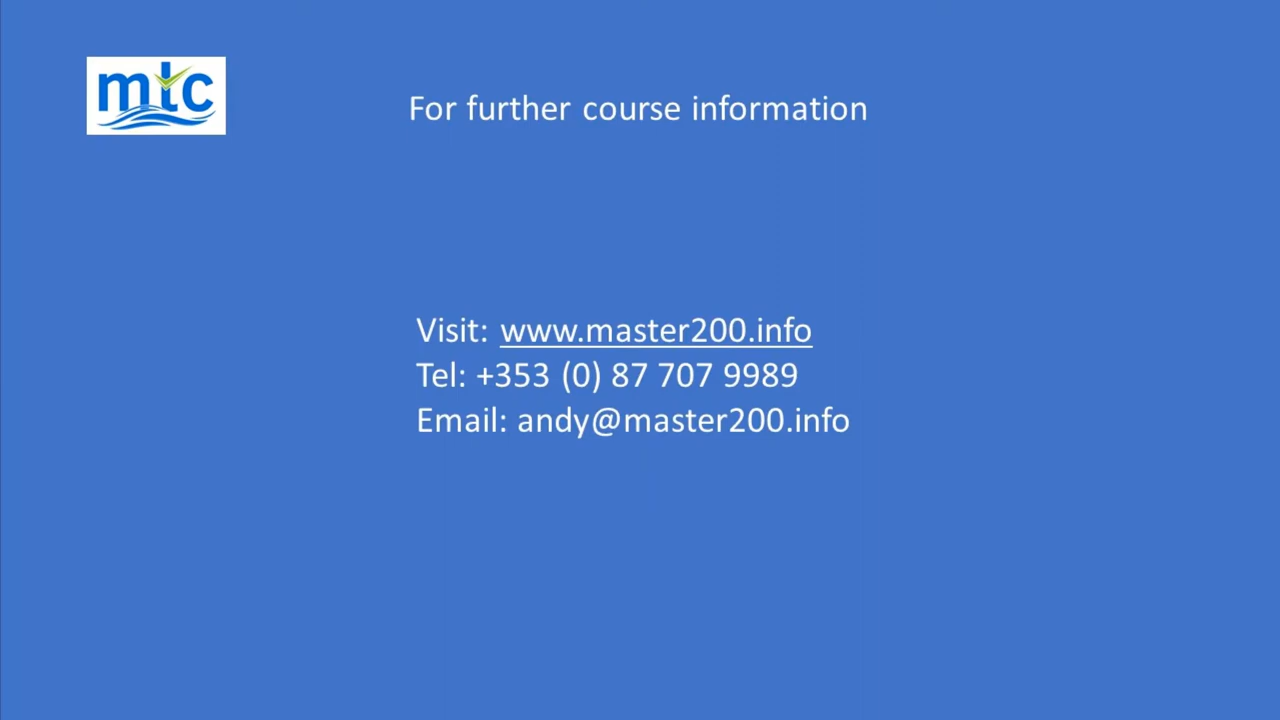 mtc
For further course information
Visit: www.master200.info
Tel: +353 (0) 87 707 9989
Email: andy@master200.info